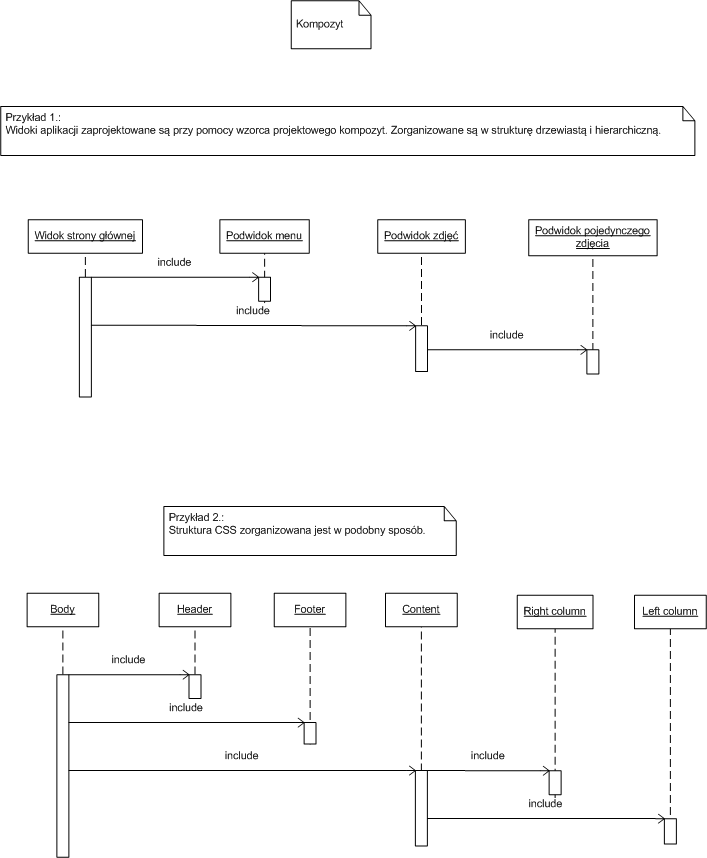 Kompozyt
Przykład 1.:
Widoki aplikacji zaprojektowane są przy pomocy wzorca projektowego kompozyt. Zorganizowane są w strukturę drzewiastą i hierarchiczną.
Widok strony głównej
Podwidok menu
Podwidok zdjęć
Podwidok pojedynczego
zdjęcia
include
include
include
Przykład 2.:
Struktura CSS zorganizowana jest w podobny sposób.
Body
Header
Footer
Content
Right column
Left column
include
include
include
include
include